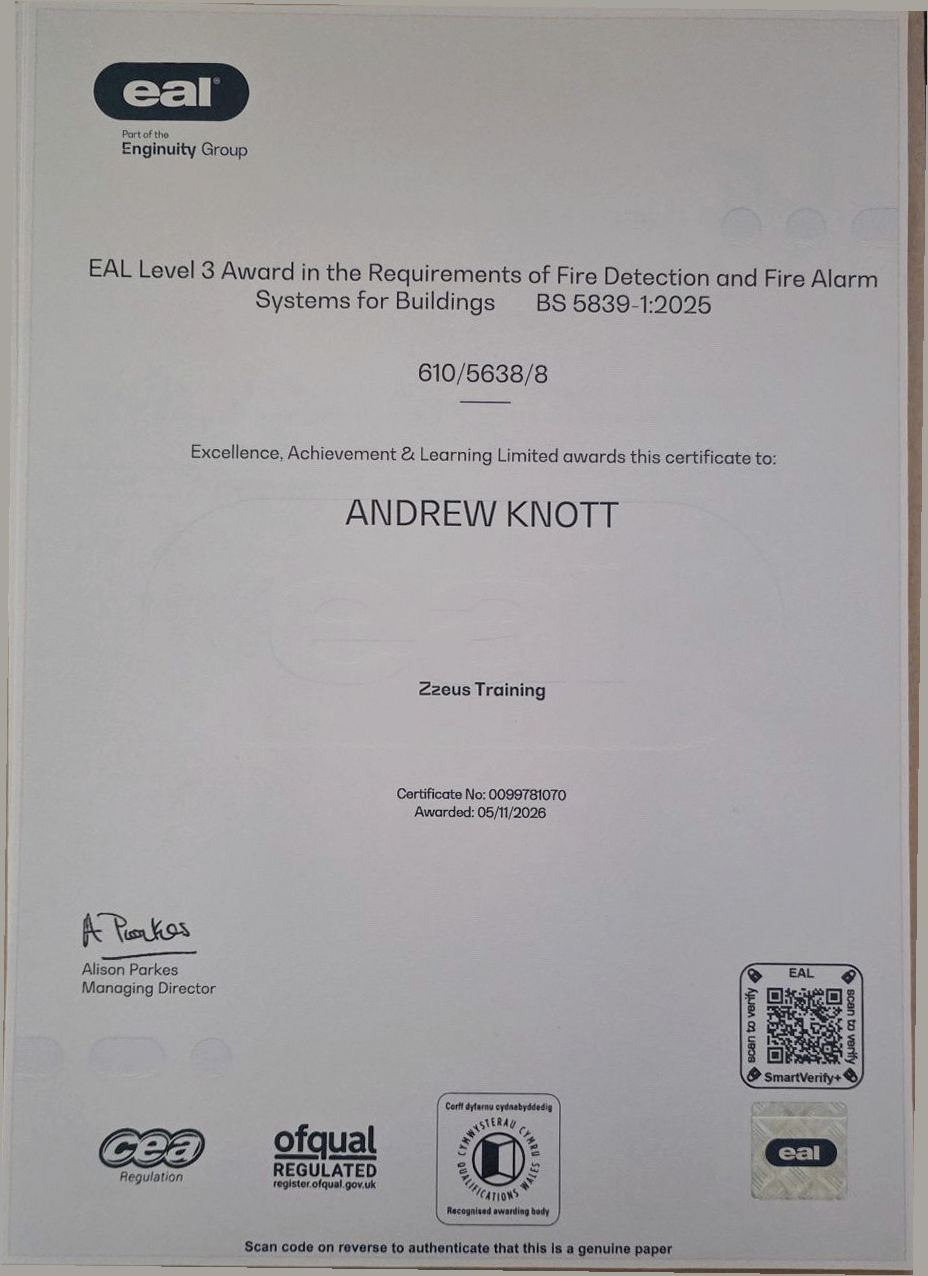 eal®
Part of the
Enginuity Group
EAL Level 3 Award in the Requirements of Fire Detection and Fire Alarm
Systems for Buildings BS 5839-1:2025
610/5638/8
Excellence, Achievement & Learning Limited awards this certificate to:
ANDREW KNOTT
eal
Zzeus Training
Certificate No: 0099781070
Awarded: 05/11/2026
A Parkes
Alison Parkes
Managing Director
EAL
scan to verify
scan to verify
SmartVerify+
cea
Regulation
ofqual
REGULATED
register.ofqual.gov.uk
Corff dyfarnu cydnabyddedig
CYMWYSTERAU CYMRU
QUALIFICATIONS WALES
Recognised awarding body
eal
Scan code on reverse to authenticate that this is a genuine paper